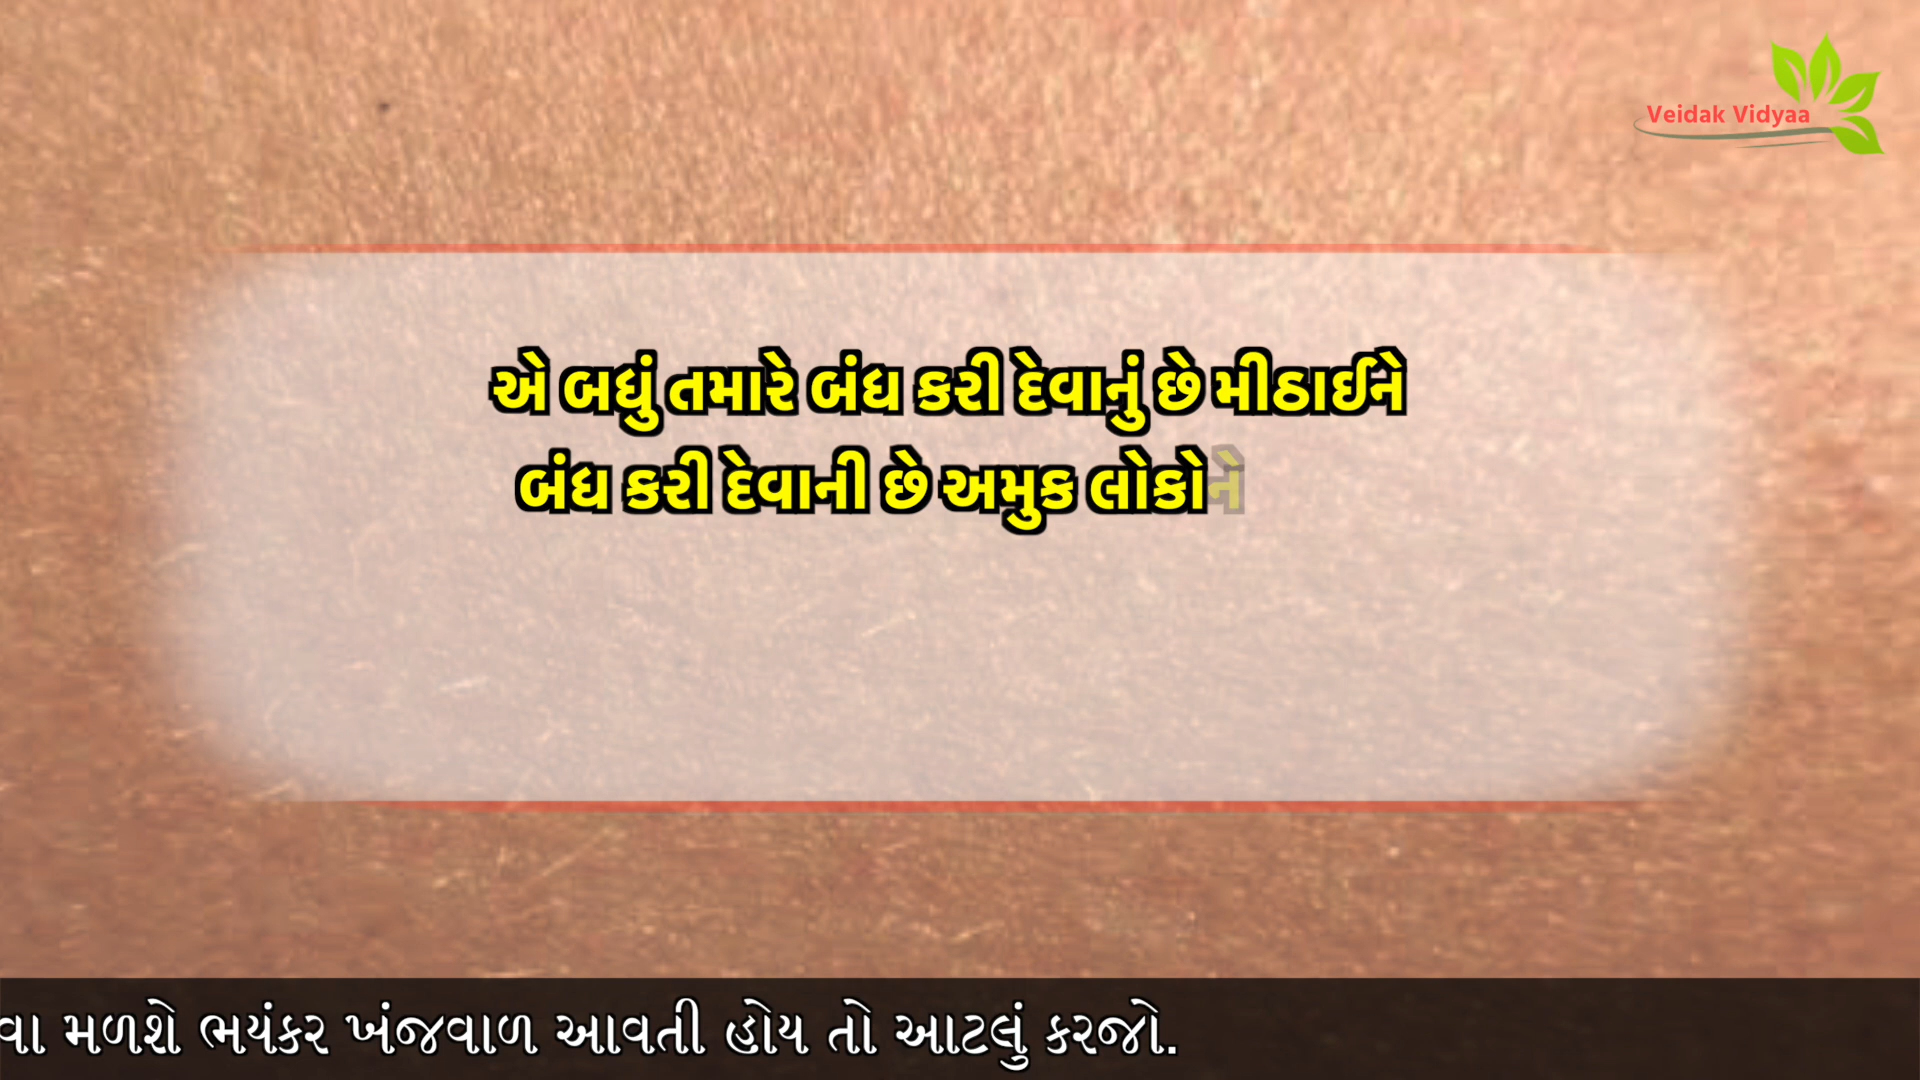 Veidak Vidyaa
એ બધું તમારે બંધ કરી દેવાનું છે મીઠાઈને
બંધ કરી દેવાની છે અમુક લોકોને
વા મળશે ભયંકર ખંજવાળ આવતી હોય તો આટલું કરજો.